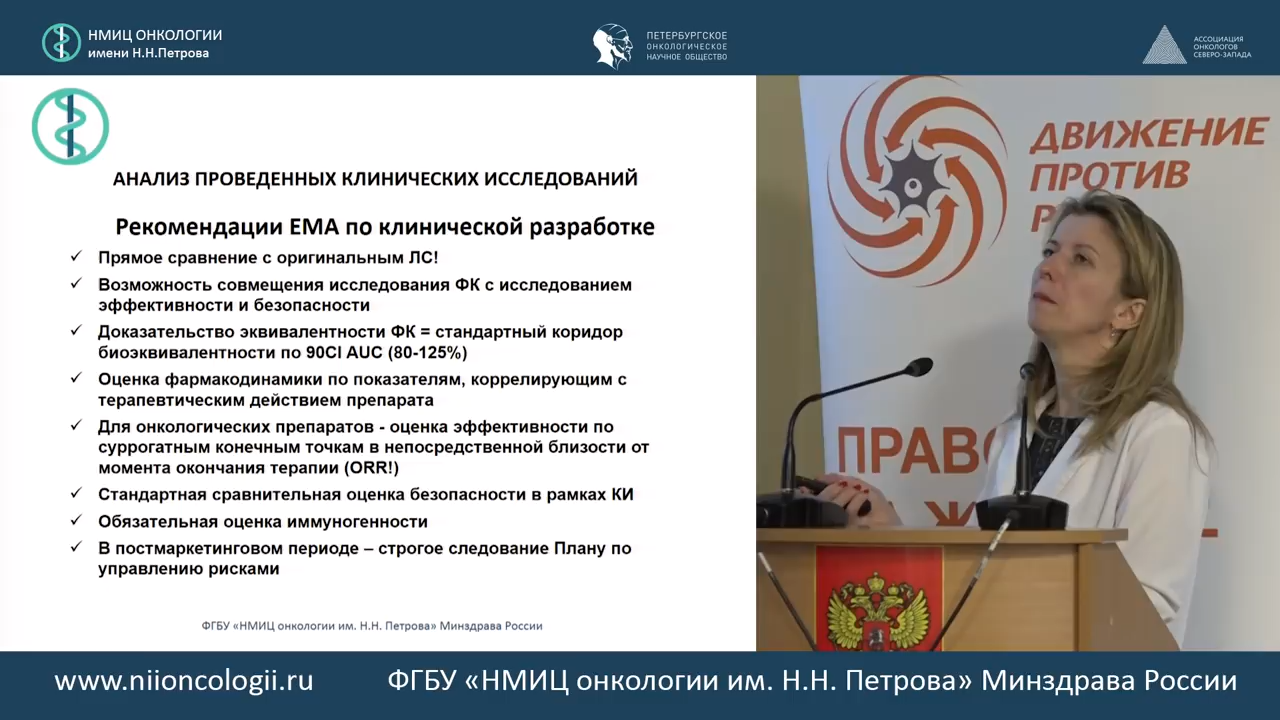 НМИЦ ОНКОЛОГИИ
имени Н.Н.Петрова
ПЕТЕРБУРГСКОЕ
ОНКОЛОГИЧЕСКОЕ
НАУЧНОЕ ОБЩЕСТВО
АССОЦИАЦИЯ
ОНКОЛОГОВ
СЕВЕРО-ЗАПАДА
АНАЛИЗ ПРОВЕДЕННЫХ КЛИНИЧЕСКИХ ИССЛЕДОВАНИЙ
Рекомендации ЕМА по клинической разработке
✓ Прямое сравнение с оригинальным ЛС!
✓ Возможность совмещения исследования ФК с исследованием
эффективности и безопасности
✓ Доказательство эквивалентности ФК = стандартный коридор
биоэквивалентности по 90CI AUC (80-125%)
✓ Оценка фармакодинамики по показателям, коррелирующим с
терапевтическим действием препарата
✓ Для онкологических препаратов - оценка эффективности по
суррогатным конечным точкам в непосредственной близости от
момента окончания терапии (ORR!)
✓ Стандартная сравнительная оценка безопасности в рамках КИ
✓ Обязательная оценка иммуногенности
✓ В постмаркетинговом периоде – строгое следование Плану по
управлению рисками
ФГБУ «НМИЦ онкологии им. Н.Н. Петрова» Минздрава России
ДВИЖЕНИЕ
ПРОТИВ
Р
ПРАВО
www.niioncologii.ru
ФГБУ «НМИЦ онкологии им. Н.Н. Петрова» Минздрава России